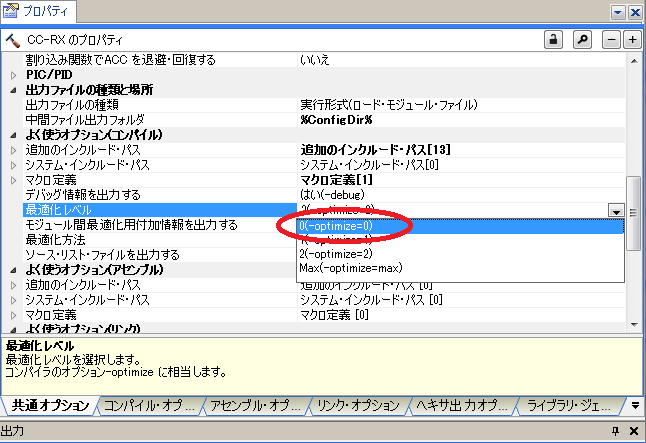 プロパティ
CC-RX のプロパティ
割り込み関数でACC を退避・回復する いいえ
PIC/PID
出力ファイルの種類と場所
出力ファイルの種類 実行形式(ロード・モジュール・ファイル)
中間ファイル出力フォルダ %ConfigDir%
よく使うオプション(コンパイル)
追加のインクルード・パス 追加のインクルード・パス[13]
システム・インクルード・パス システム・インクルード・パス[0]
マクロ定義 マクロ定義[1]
デバッグ情報を出力する はい(-debug)
最適化レベル
モジュール間最適化用付加情報を出力する 0(-optimize=0)
最適化方法 1(-optimize=1)
ソース・リスト・ファイルを出力する 2(-optimize=2)
Max(-optimize=max)
よく使うオプション(アセンブル)
追加のインクルード・パス 追加のインクルード・パス[0]
システム・インクルード・パス システム・インクルード・パス[0]
マクロ定義 マクロ定義[0]
よく使うオプション(リンク)
最適化レベル
最適化レベルを選択します。
コンパイラのオプション-optimize に相当します。
共通オプション コンパイル・オプ... アセンブル・オプ... リンク・オプション ヘキサ出力オプ... ライブラリ・ジェ...
出力